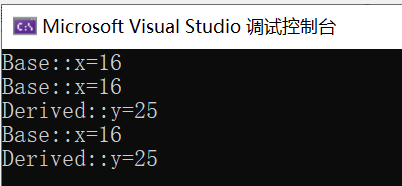 C:\ Microsoft Visual Studio 调试控制台
Base::x=16
Base::x=16
Derived::y=25
Base::x=16
Derived::y=25